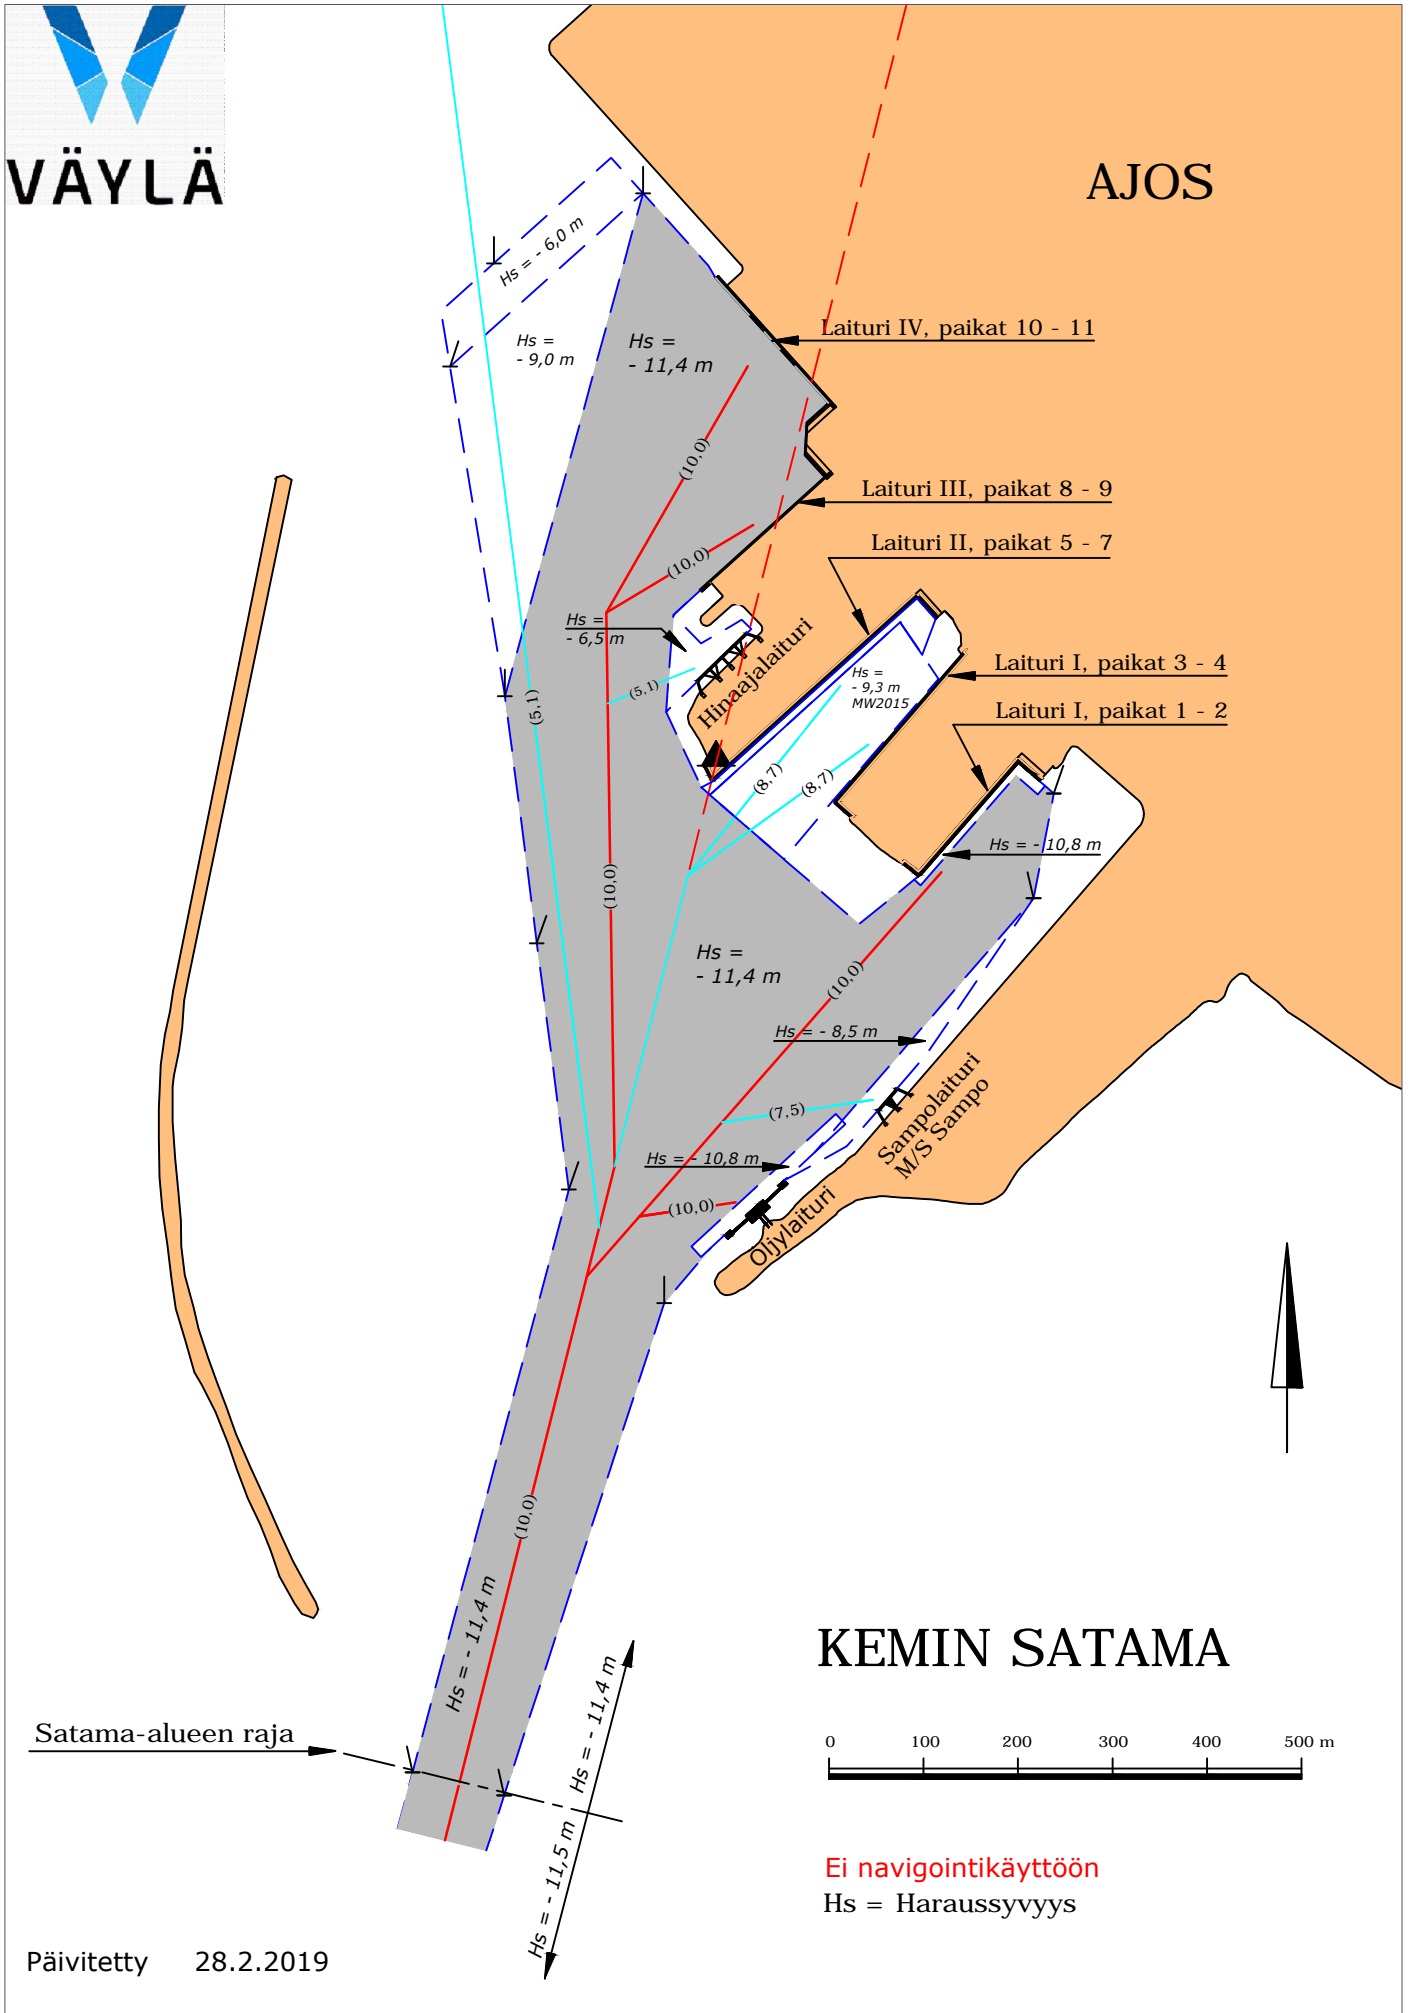 VÄYLÄ
AJOS
Hs = - 6,0 m
Hs =
- 9,0 m
Hs =
- 11,4 m
Laituri IV, paikat 10 - 11
(10,0)
Laituri III, paikat 8 - 9
Laituri II, paikat 5 - 7
(10,0)
Hs =
- 6,5 m
Hinaajalaituri
Laituri I, paikat 3 - 4
Hs =
- 9,3 m
MW2015
(5,1)
(5,1)
Laituri I, paikat 1 - 2
(8,7)
(8,7)
Hs = - 10,8 m
(10,0)
Hs =
- 11,4 m
(10,0)
Hs = - 8,5 m
Sampolaituri
M/S Sampo
(7,5)
Hs = - 10,8 m
(10,0)
Öljylaituri
(10,0)
Hs = - 11,4 m
KEMIN SATAMA
Hs = - 11,4 m
Satama-alueen raja
0 100 200 300 400 500 m
Hs = - 11,5 m
Ei navigointikäyttöön
Hs = Haraussyvyys
Päivitetty 28.2.2019